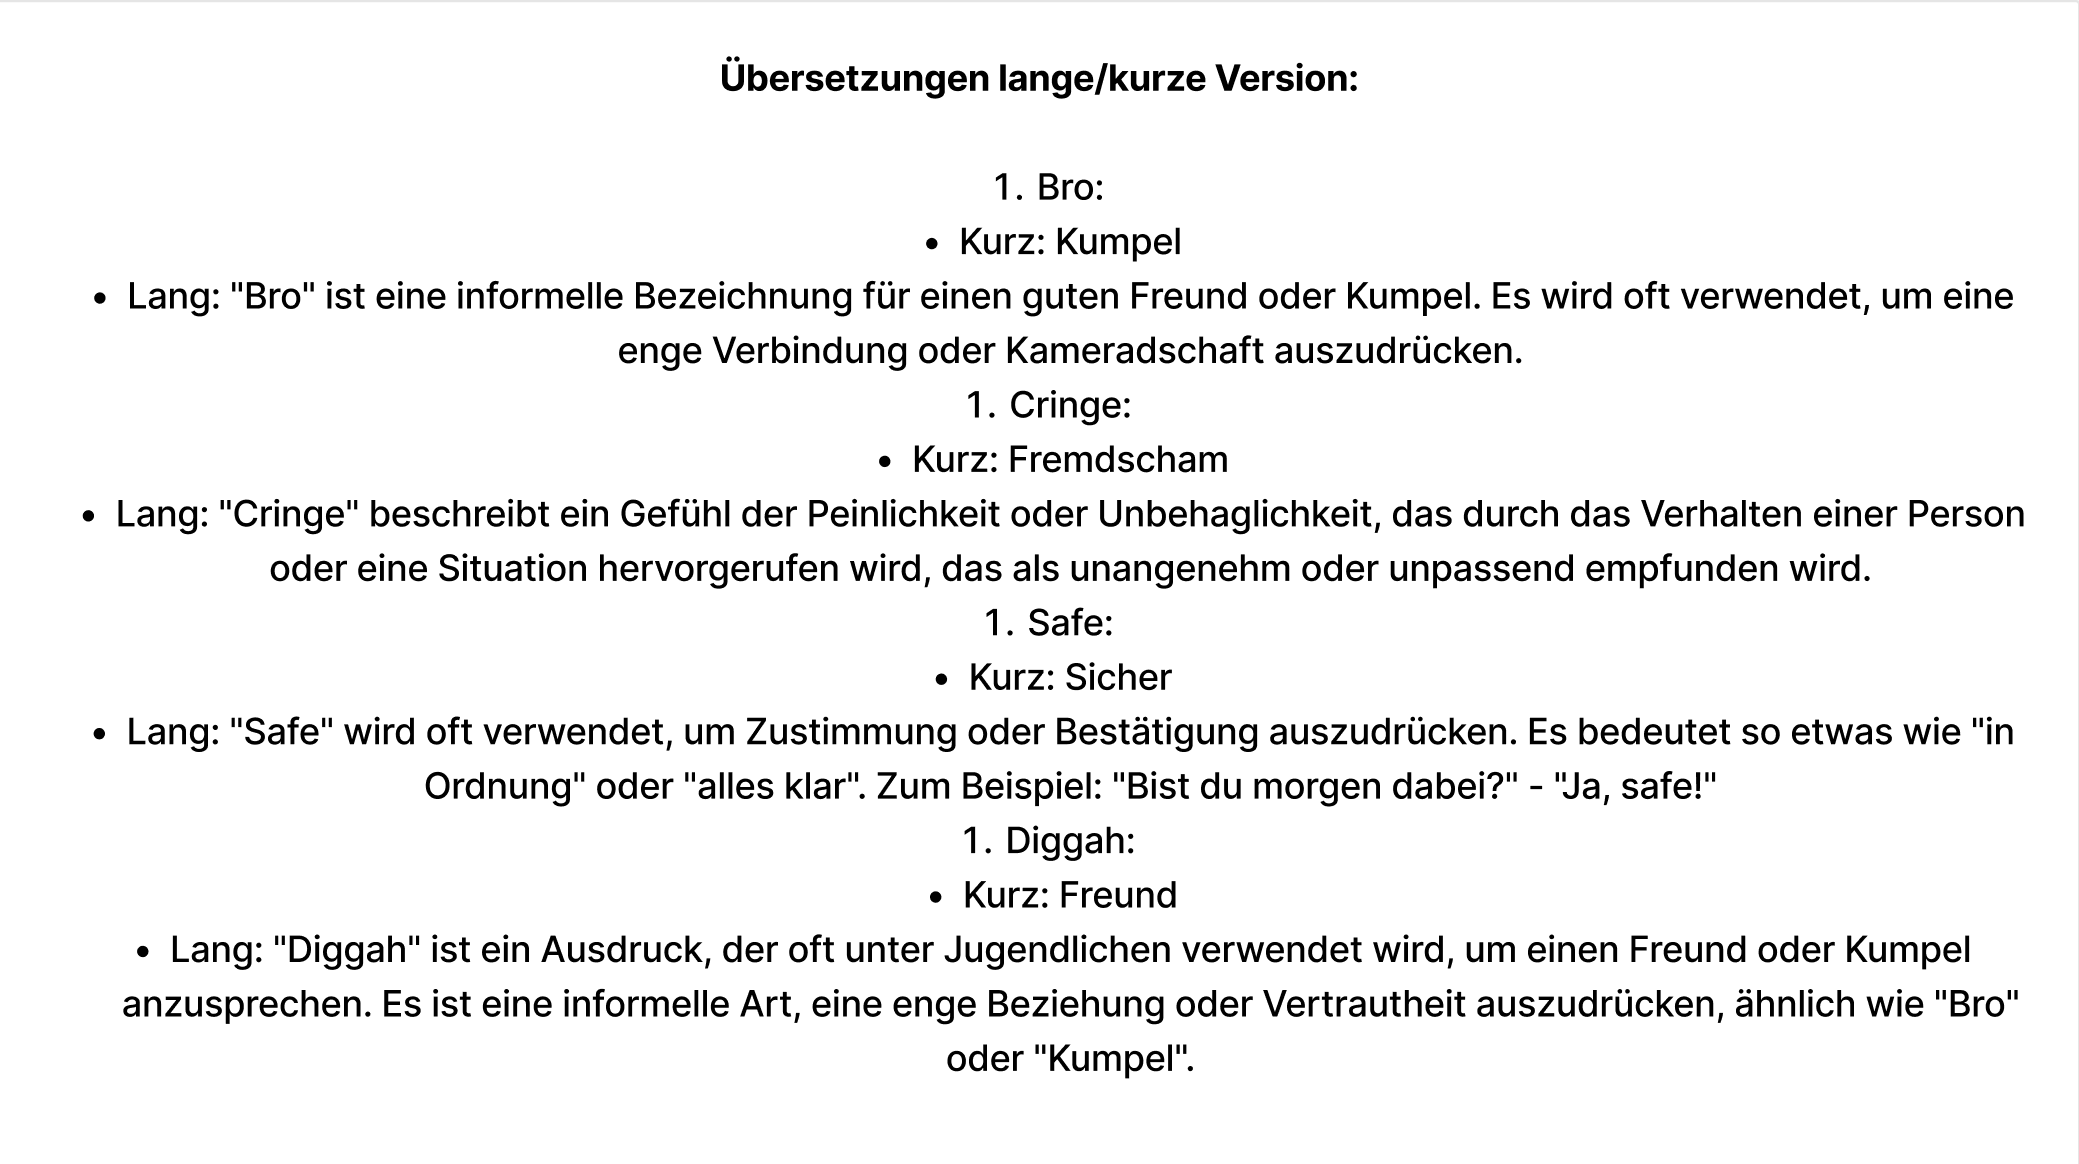 Übersetzungen lange/kurze Version:
1. Bro:
• Kurz: Kumpel
• Lang: "Bro" ist eine informelle Bezeichnung für einen guten Freund oder Kumpel. Es wird oft verwendet, um eine
enge Verbindung oder Kameradschaft auszudrücken.
1. Cringe:
• Kurz: Fremdscham
• Lang: "Cringe" beschreibt ein Gefühl der Peinlichkeit oder Unbehaglichkeit, das durch das Verhalten einer Person
oder eine Situation hervorgerufen wird, das als unangenehm oder unpassend empfunden wird.
1. Safe:
• Kurz: Sicher
• Lang: "Safe" wird oft verwendet, um Zustimmung oder Bestätigung auszudrücken. Es bedeutet so etwas wie "in
Ordnung" oder "alles klar". Zum Beispiel: "Bist du morgen dabei?" - "Ja, safe!"
1. Diggah:
• Kurz: Freund
• Lang: "Diggah" ist ein Ausdruck, der oft unter Jugendlichen verwendet wird, um einen Freund oder Kumpel
anzusprechen. Es ist eine informelle Art, eine enge Beziehung oder Vertrautheit auszudrücken, ähnlich wie "Bro"
oder "Kumpel".